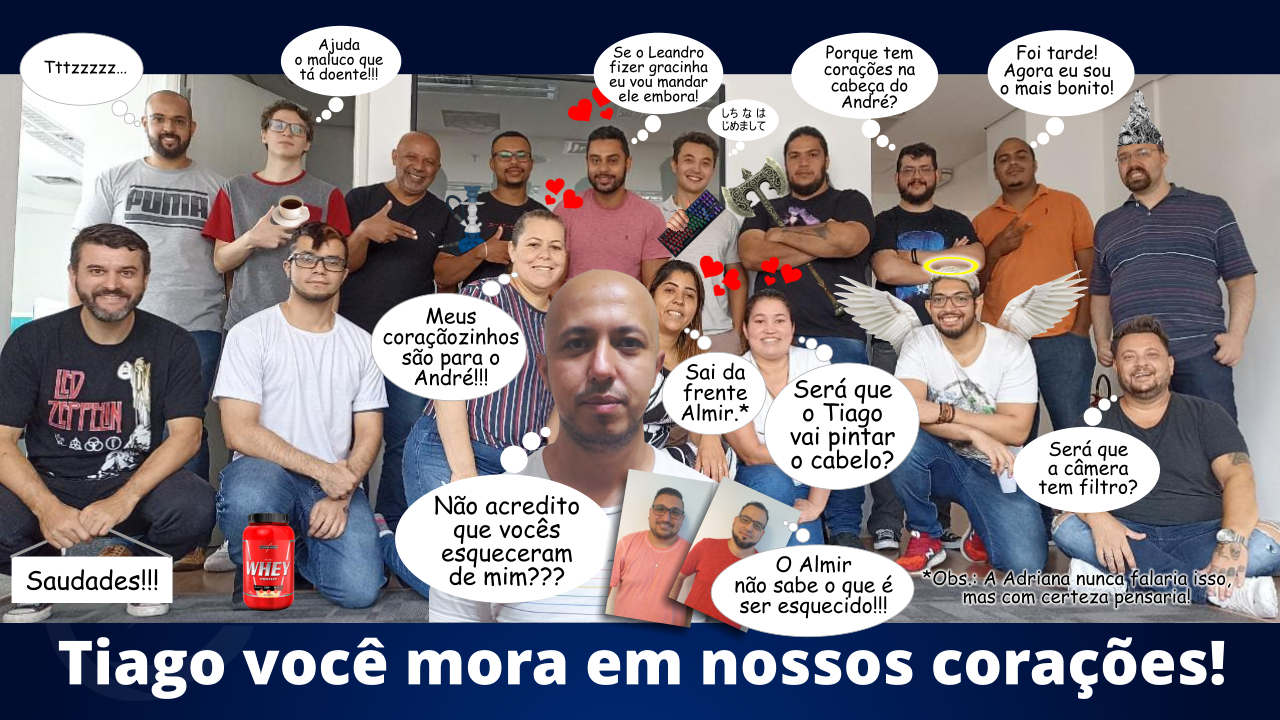 Tttzzzzz...
Ajuda
o maluco que
tá doente!!!
Se o Leandro
fizer gracinha
eu vou mandar
ele embora!
しち な は
じめまして
Porque tem
corações na
cabeça do
André?
Foi tarde!
Agora eu sou
o mais bonito!
PUMA
LED
ZEPPELIN
Meus
coraçãozinhos
são para o
André!!!
Sai da
frente
Almir.*
Será que
o Tiago
vai pintar
o cabelo?
Será que
a câmera
tem filtro?
Não acredito
que vocês
esqueceram
de mim???
O Almir
não sabe o que é
ser esquecido!!!
Saudades!!!
WHEY
*Obs.: A Adriana nunca falaria isso,
mas com certeza pensaria!
Tiago você mora em nossos corações!